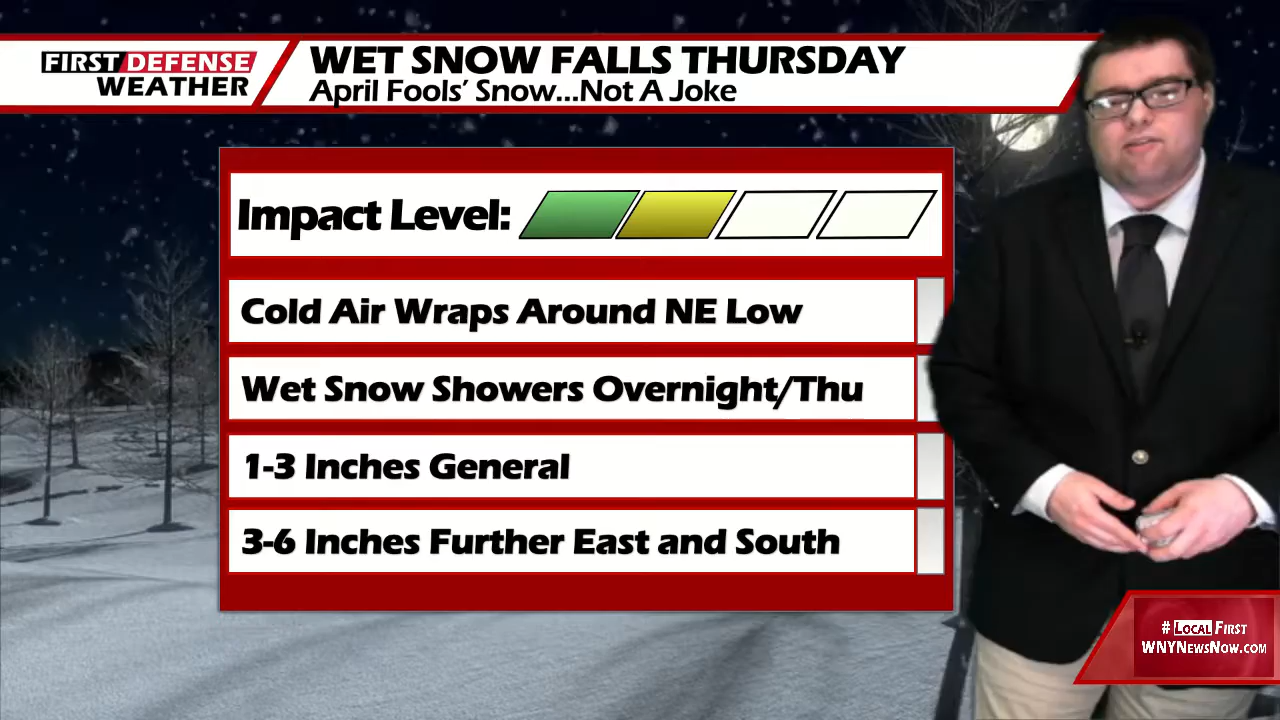 FIRST DEFENSE
WEATHER
WET SNOW FALLS THURSDAY
April Fools' Snow...Not A Joke
Impact Level:
Cold Air Wraps Around NE Low
Wet Snow Showers Overnight/Thu
1-3 Inches General
3-6 Inches Further East and South
# LOCAL FIRST
WNYNEWSNOW.COM